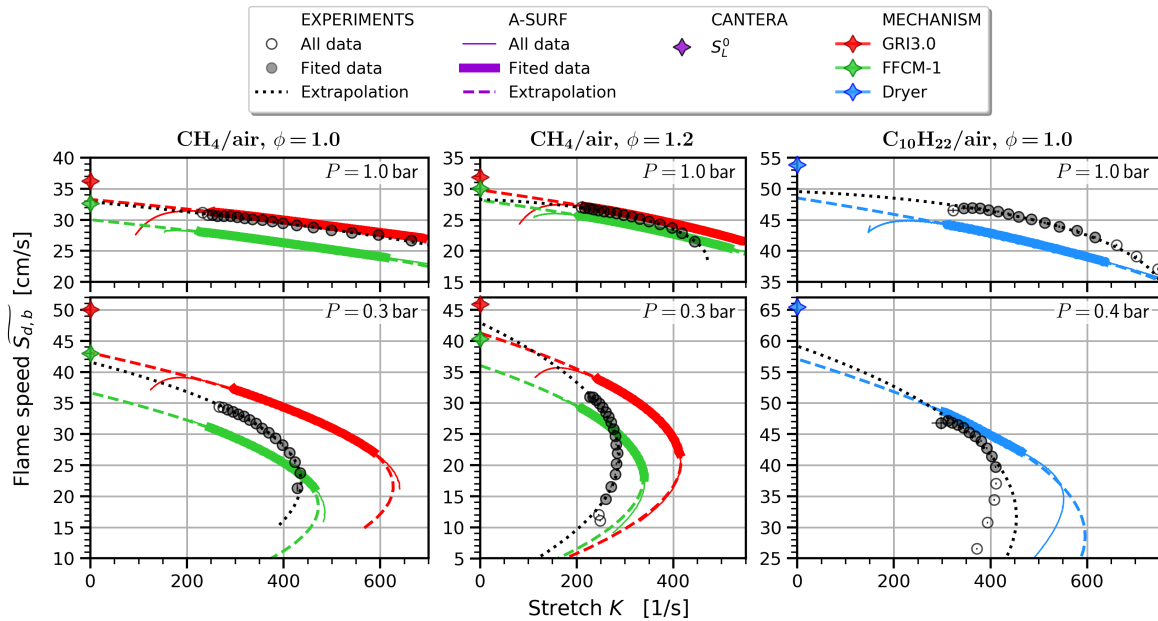 EXPERIMENTS A-SURF CANTERA MECHANISM
All data All data S_L^0 GRI3.0
Fited data Fited data FFCM-1
Extrapolation Extrapolation Dryer
CH₄/air, ϕ = 1.0 CH₄/air, ϕ = 1.2 C₁₀H₂₂/air, ϕ = 1.0
P = 1.0 bar
40
35
30
25
20
P = 1.0 bar
35
30
25
20
15
P = 1.0 bar
55
50
45
40
35
P = 0.3 bar
50
45
40
35
30
25
20
15
10
0 200 400 600
P = 0.3 bar
45
40
35
30
25
20
15
10
5
0 200 400
P = 0.4 bar
65
60
55
50
45
40
35
30
25
0 200 400 600
Flame speed S̃_{d,b} [cm/s]
Stretch K [1/s]